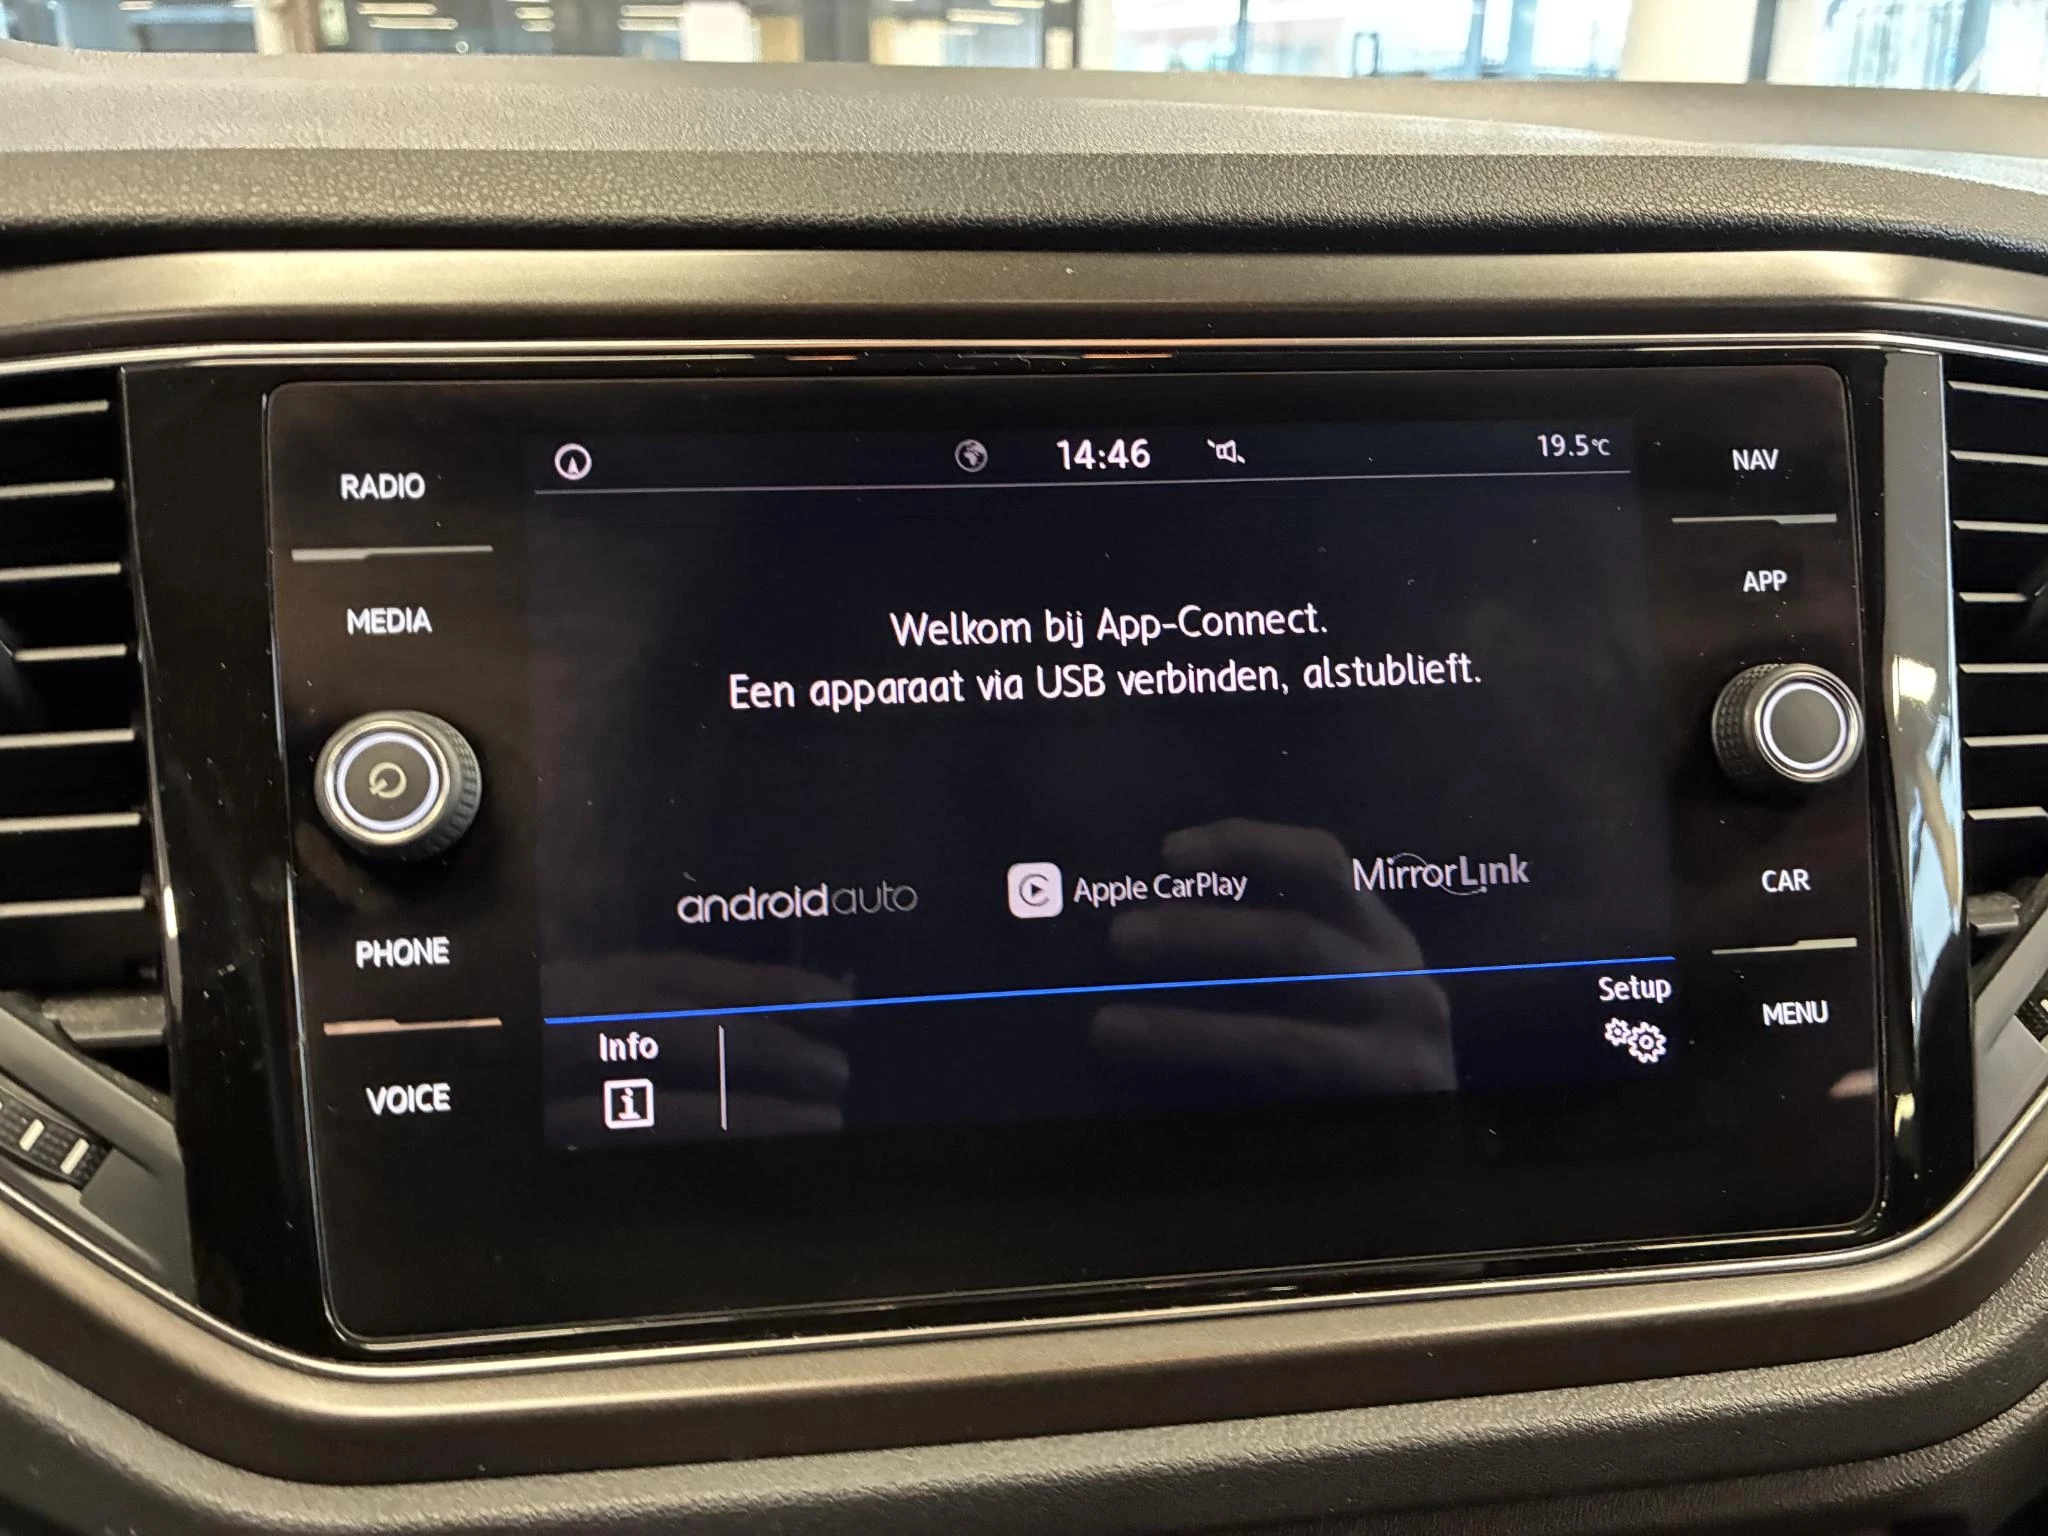 RADIO
MEDIA
PHONE
VOICE
14:46
19.5°C
Welkom bij App-Connect.
Een apparaat via USB verbinden, alstublieft.
androidauto
Apple CarPlay
MirrorLink
Info
Setup
NAV
APP
CAR
MENU